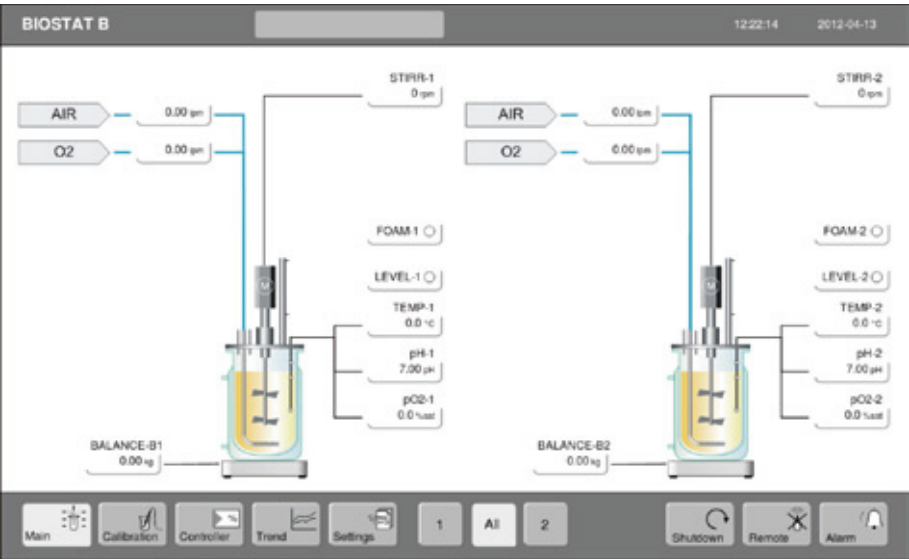 BIOSTAT B
12:22:14 2012-04-13
STIRR-1
0 rpm
AIR 0.00 lpm
O2 0.00 lpm
FOAM-1
LEVEL-1
M
TEMP-1
0.0 °C
pH-1
7.00 pH
pO2-1
0.0 %sat
BALANCE-B1
0.00 kg
STIRR-2
0 rpm
AIR 0.00 lpm
O2 0.00 lpm
FOAM-2
LEVEL-2
M
TEMP-2
0.0 °C
pH-2
7.00 pH
pO2-2
0.0 %sat
BALANCE-B2
0.00 kg
Main Calibration Controller Trend Settings 1 All 2 Shutdown Remote Alarm